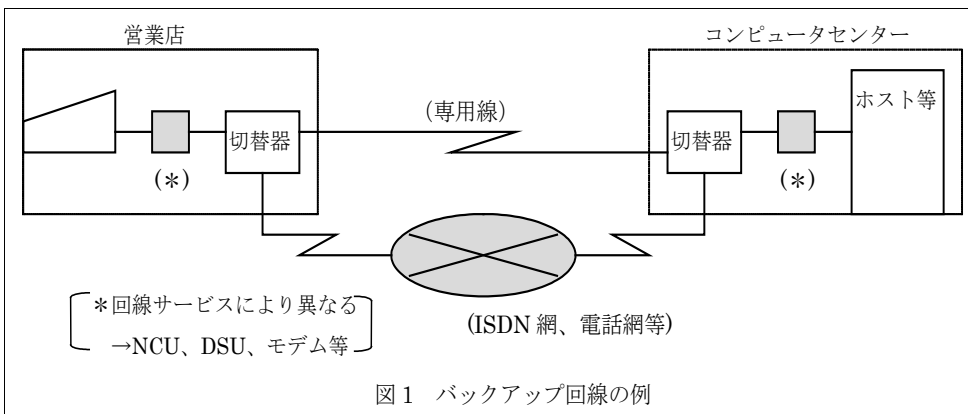 営業店
コンピュータセンター
ホスト等
(専用線)
切替器
切替器
(*)
(*)
*回線サービスにより異なる
→NCU、DSU、モデム等
(ISDN 網、電話網等)
図 1 バックアップ回線の例